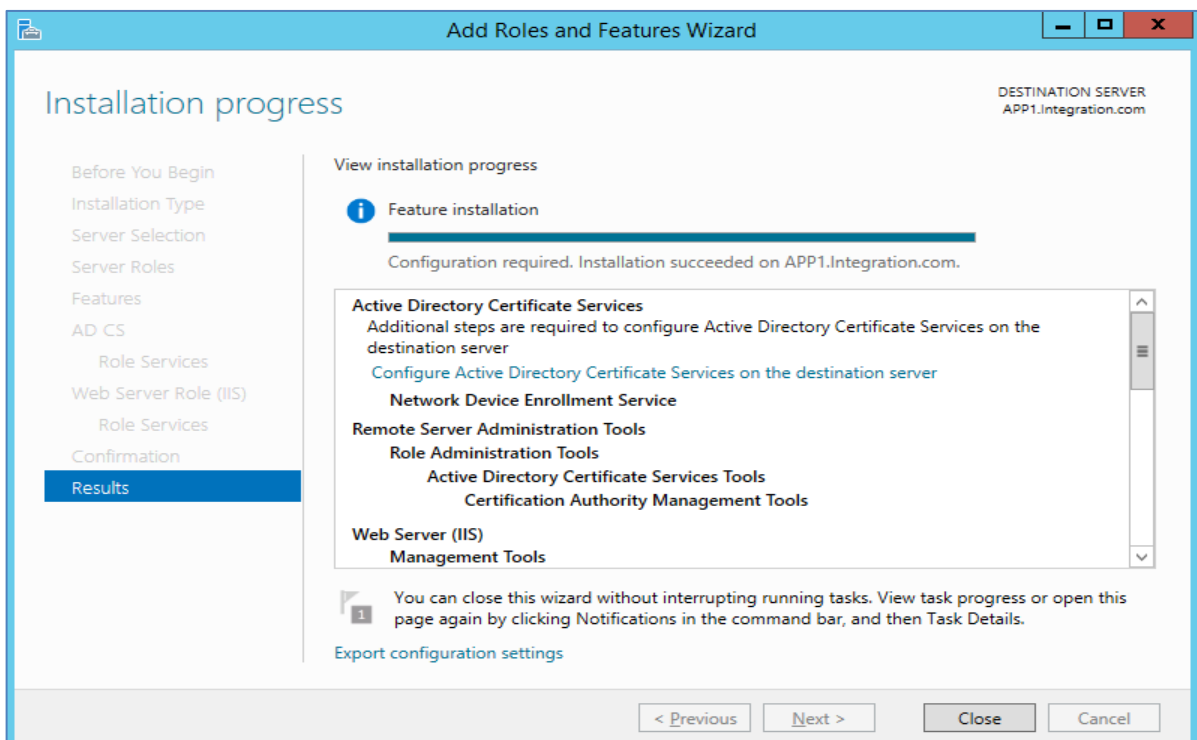 Add Roles and Features Wizard
Installation progress
DESTINATION SERVER
APP1.Integration.com
Before You Begin
Installation Type
Server Selection
Server Roles
Features
AD CS
Role Services
Web Server Role (IIS)
Role Services
Confirmation
Results
View installation progress
Feature installation
Configuration required. Installation succeeded on APP1.Integration.com.
Active Directory Certificate Services
Additional steps are required to configure Active Directory Certificate Services on the
destination server
Configure Active Directory Certificate Services on the destination server
Network Device Enrollment Service
Remote Server Administration Tools
Role Administration Tools
Active Directory Certificate Services Tools
Certification Authority Management Tools
Web Server (IIS)
Management Tools
1
You can close this wizard without interrupting running tasks. View task progress or open this
page again by clicking Notifications in the command bar, and then Task Details.
Export configuration settings
< Previous
Next >
Close
Cancel